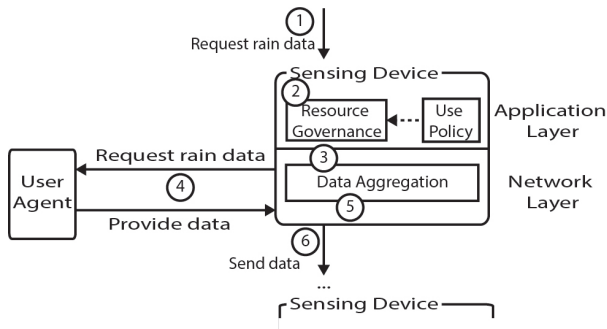 1
Request rain data
Sensing Device
2
Resource
Governance
Use
Policy
Application
Layer
3
Data Aggregation
5
Network
Layer
User
Agent
Request rain data
4
Provide data
6
Send data
...
Sensing Device